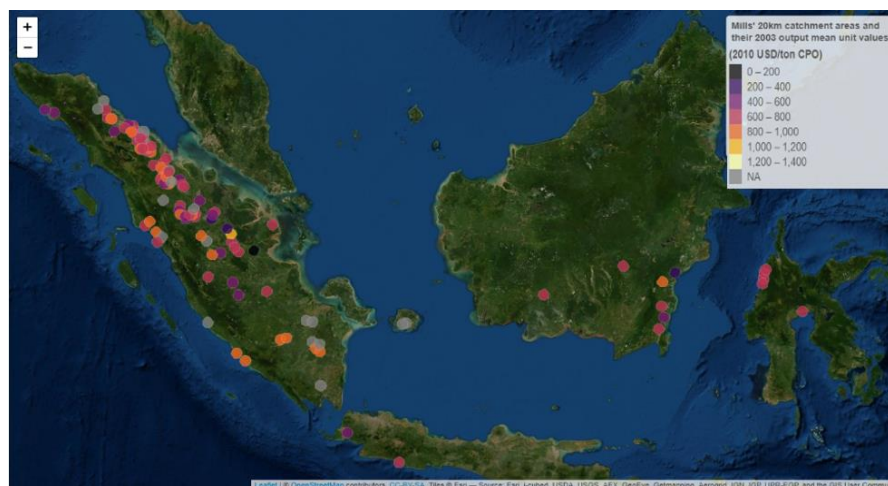 +
−
Mills' 20km catchment areas and
their 2003 output mean unit values
(2010 USD/ton CPO)
0 – 200
200 – 400
400 – 600
600 – 800
800 – 1,000
1,000 – 1,200
1,200 – 1,400
NA
Leaflet | © OpenStreetMap contributors, CC-BY-SA, Tiles © Esri — Source: Esri, i-cubed, USDA, USGS, AEX, GeoEye, Getmapping, Aerogrid, IGN, IGP, UPR-EGP, and the GIS User